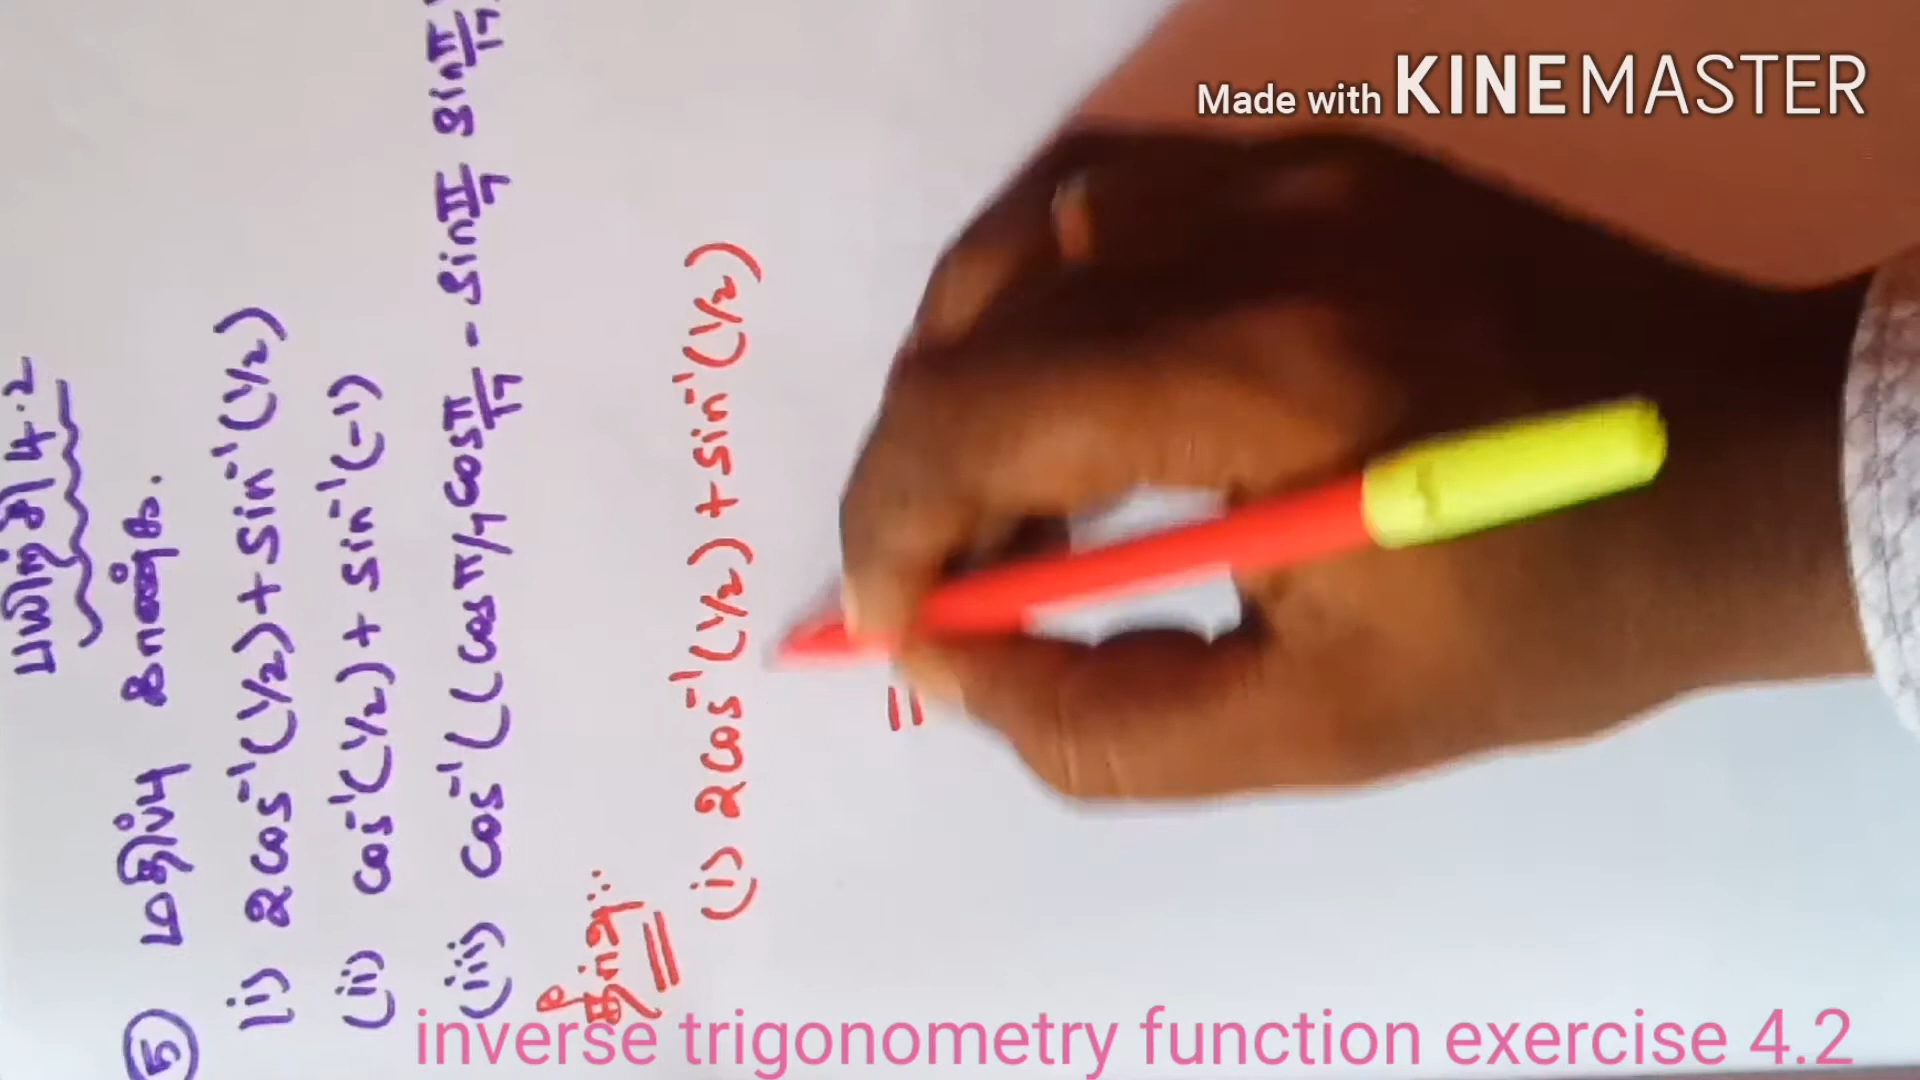 Made with KINEMASTER
பயிற்சி 4.2
5 மதிப்பு காண்க.
(i) 2cos⁻¹(1/2) + sin⁻¹(1/2)
(ii) cos⁻¹(1/2) + sin⁻¹(-1)
(iii) cos⁻¹((cos π/7 cos π/17 - sin π/7 sin π/17
தீர்வு:
(i) 2cos⁻¹(1/2) + sin⁻¹(1/2)
=
inverse trigonometry function exercise 4.2